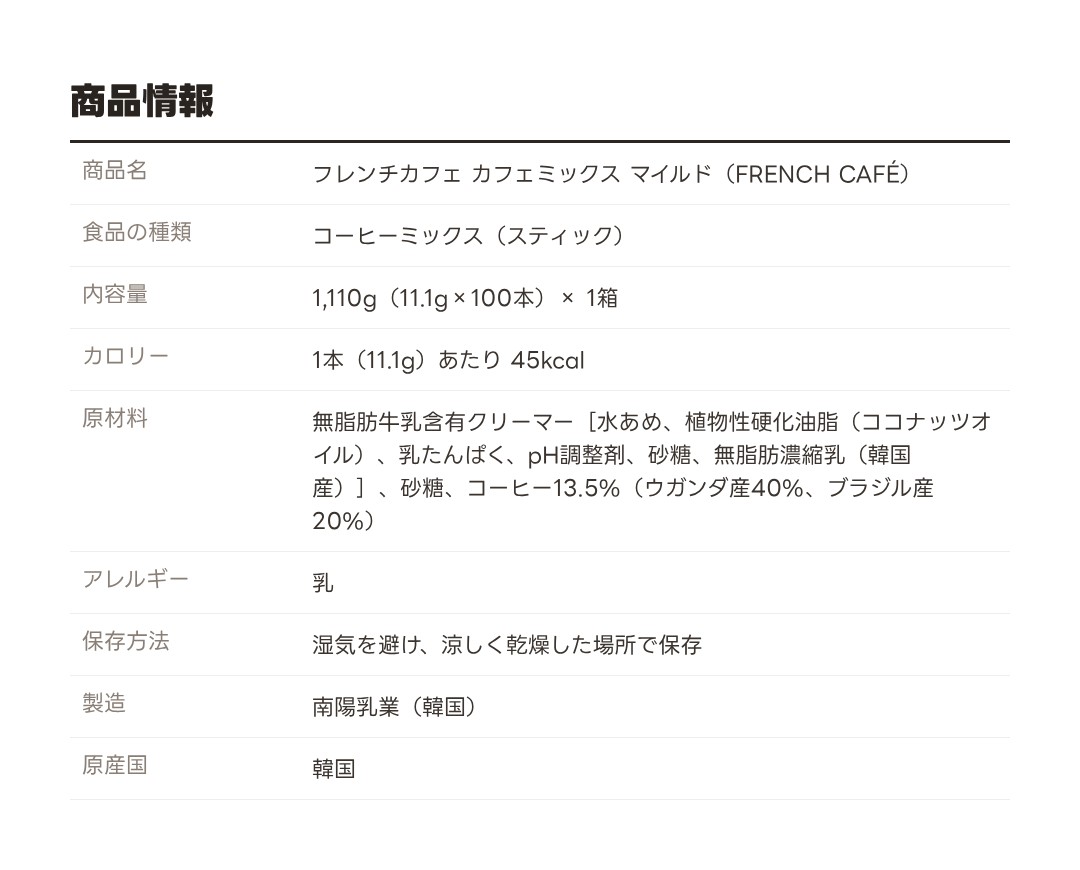 商品情報
商品名
フレンチカフェ カフェミックス マイルド（FRENCH CAFÉ）
食品の種類
コーヒーミックス（スティック）
内容量
1,110g（11.1g×100本）× 1箱
カロリー
1本（11.1g）あたり 45kcal
原材料
無脂肪牛乳含有クリーマー［水あめ、植物性硬化油脂（ココナッツオ
イル）、乳たんぱく、pH調整剤、砂糖、無脂肪濃縮乳（韓国
産）］、砂糖、コーヒー13.5%（ウガンダ産40%、ブラジル産
20%）
アレルギー
乳
保存方法
湿気を避け、涼しく乾燥した場所で保存
製造
南陽乳業（韓国）
原産国
韓国